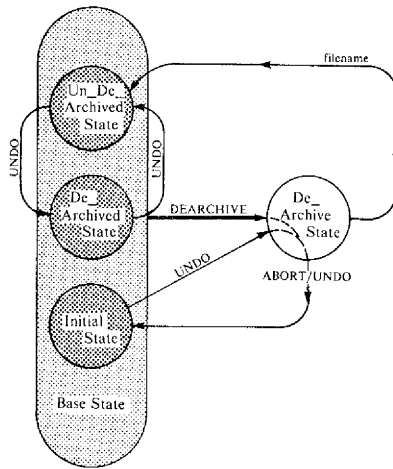 filename
Un_De_
Archived
State
UNDO
UNDO
De_
Archived
State
DEARCHIVE
De_
Archive
State
UNDO
ABORT/UNDO
Initial
State
Base State